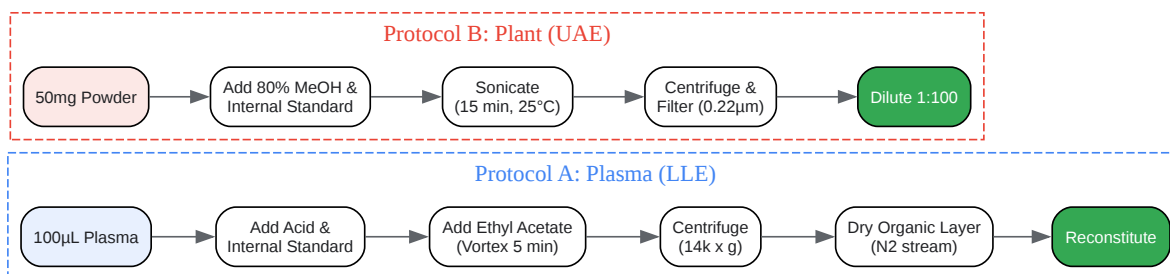 Protocol B: Plant (UAE)
50mg Powder
Add 80% MeOH &
Internal Standard
Sonicate
(15 min, 25°C)
Centrifuge &
Filter (0.22µm)
Dilute 1:100
Protocol A: Plasma (LLE)
100µL Plasma
Add Acid &
Internal Standard
Add Ethyl Acetate
(Vortex 5 min)
Centrifuge
(14k x g)
Dry Organic Layer
(N2 stream)
Reconstitute